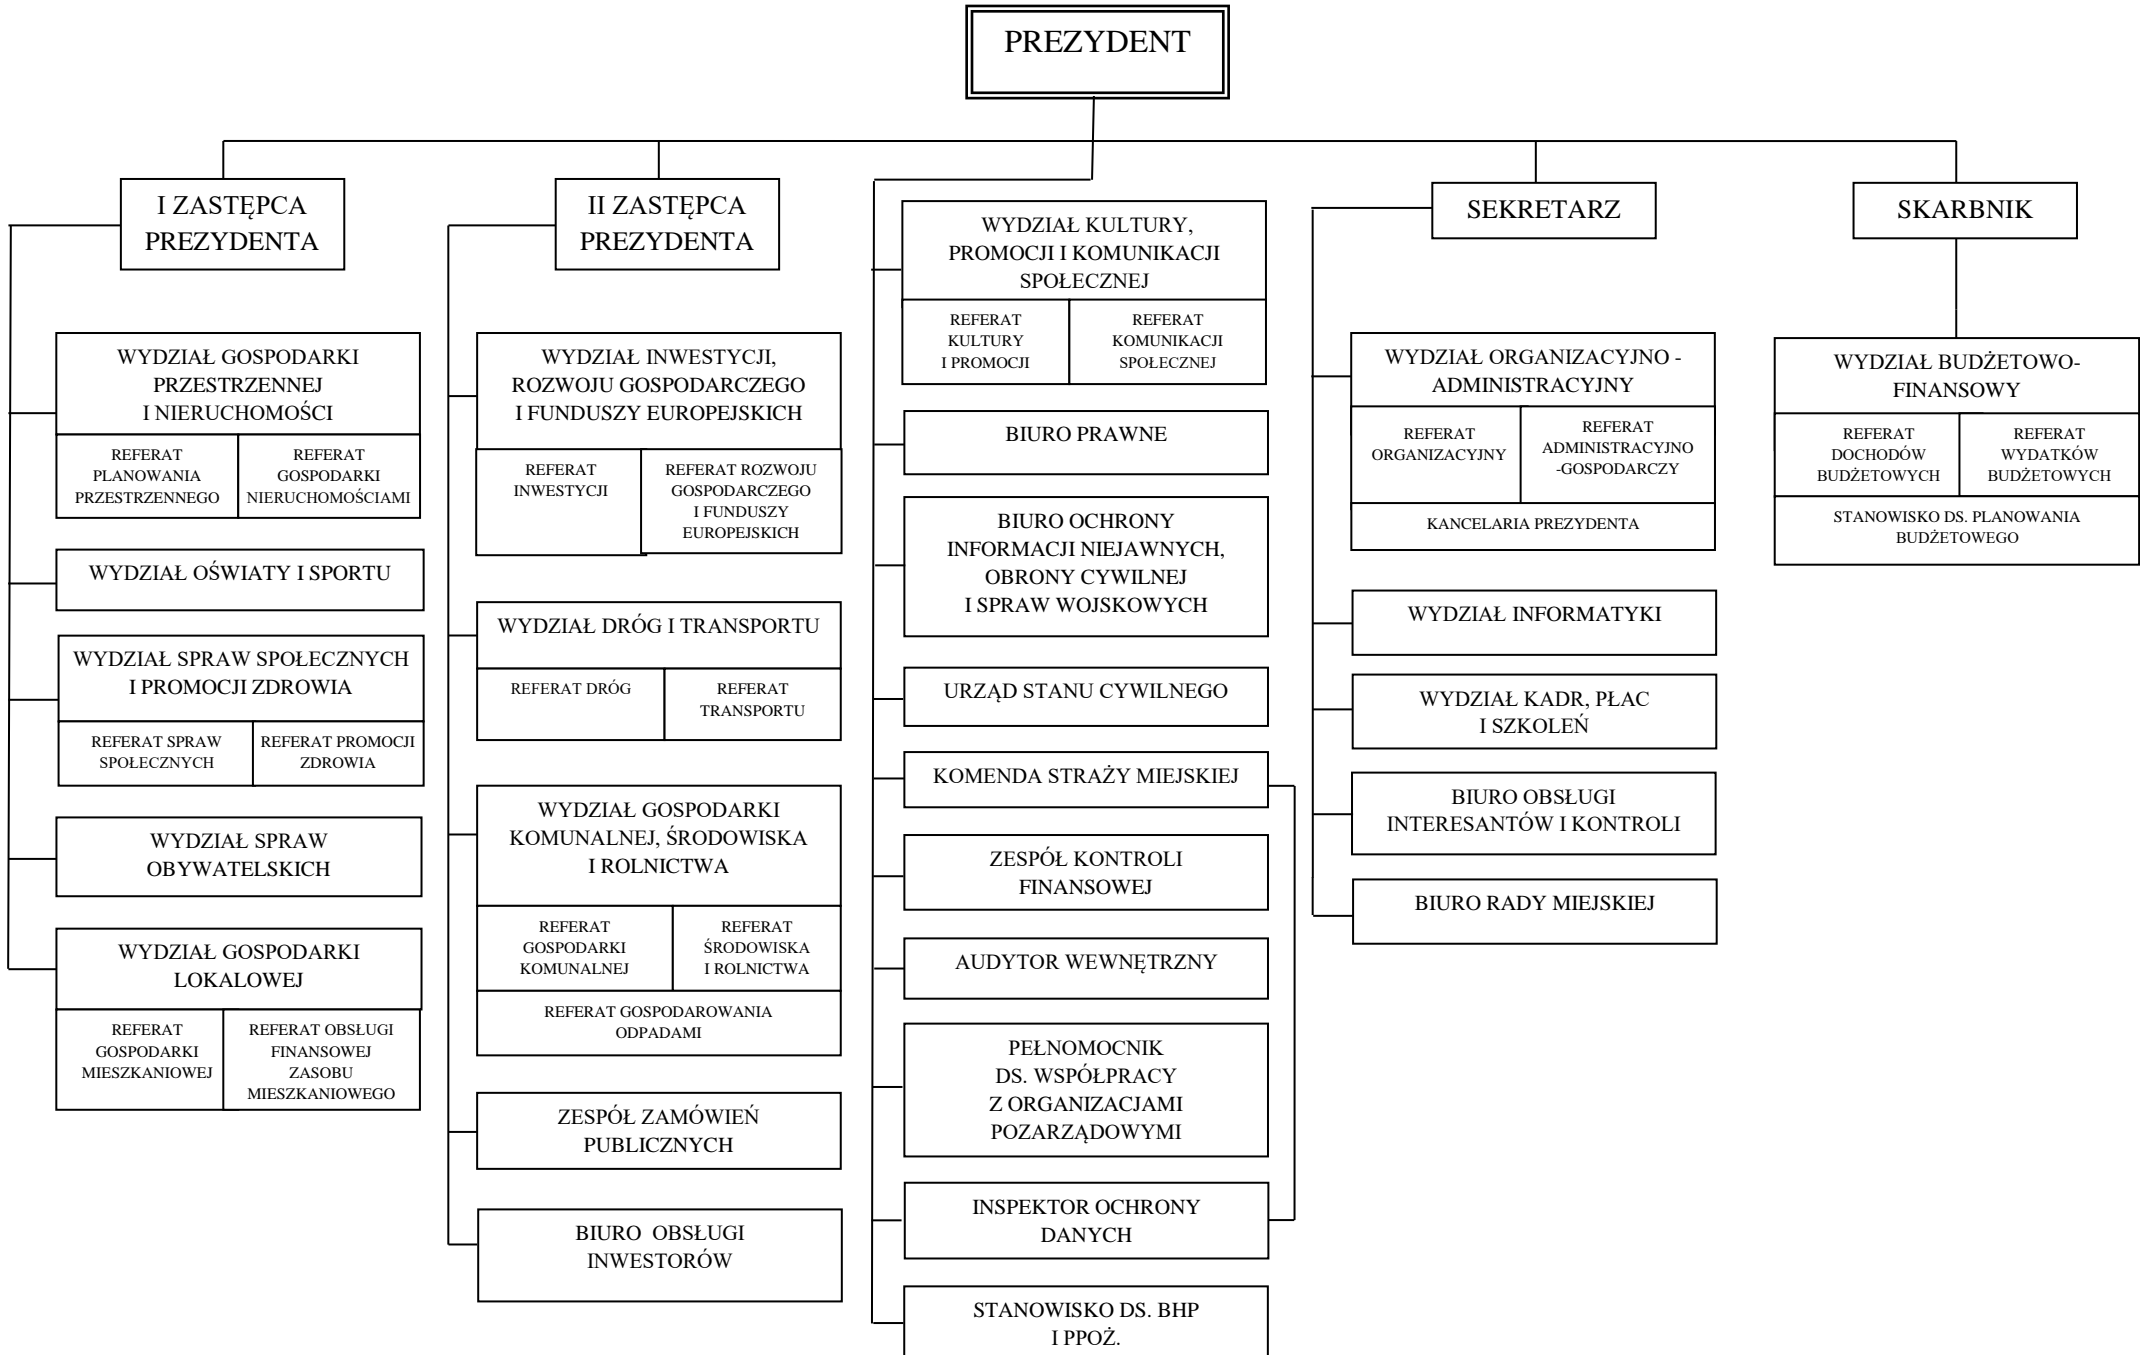 PREZYDENT
I ZASTĘPCA
PREZYDENTA
WYDZIAŁ GOSPODARKI
PRZESTRZENNEJ
I NIERUCHOMOŚCI
REFERAT
PLANOWANIA
PRZESTRZENNEGO
REFERAT
GOSPODARKI
NIERUCHOMOŚCIAMI
WYDZIAŁ OŚWIATY I SPORTU
WYDZIAŁ SPRAW SPOŁECZNYCH
I PROMOCJI ZDROWIA
REFERAT SPRAW
SPOŁECZNYCH
REFERAT PROMOCJI
ZDROWIA
WYDZIAŁ SPRAW
OBYWATELSKICH
WYDZIAŁ GOSPODARKI
LOKALOWEJ
REFERAT
GOSPODARKI
MIESZKANIOWEJ
REFERAT OBSŁUGI
FINANSOWEJ
ZASOBU
MIESZKANIOWEGO
II ZASTĘPCA
PREZYDENTA
WYDZIAŁ INWESTYCJI,
ROZWOJU GOSPODARCZEGO
I FUNDUSZY EUROPEJSKICH
REFERAT
INWESTYCJI
REFERAT ROZWOJU
GOSPODARCZEGO
I FUNDUSZY
EUROPEJSKICH
WYDZIAŁ DRÓG I TRANSPORTU
REFERAT DRÓG
REFERAT
TRANSPORTU
WYDZIAŁ GOSPODARKI
KOMUNALNEJ, ŚRODOWISKA
I ROLNICTWA
REFERAT
GOSPODARKI
KOMUNALNEJ
REFERAT
ŚRODOWISKA
I ROLNICTWA
REFERAT GOSPODAROWANIA
ODPADAMI
ZESPÓŁ ZAMÓWIEŃ
PUBLICZNYCH
BIURO OBSŁUGI
INWESTORÓW
WYDZIAŁ KULTURY,
PROMOCJI I KOMUNIKACJI
SPOŁECZNEJ
REFERAT
KULTURY
I PROMOCJI
REFERAT
KOMUNIKACJI
SPOŁECZNEJ
BIURO PRAWNE
BIURO OCHRONY
INFORMACJI NIEJAWNYCH,
OBRONY CYWILNEJ
I SPRAW WOJSKOWYCH
URZĄD STANU CYWILNEGO
KOMENDA STRAŻY MIEJSKIEJ
ZESPÓŁ KONTROLI
FINANSOWEJ
AUDYTOR WEWNĘTRZNY
PEŁNOMOCNIK
DS. WSPÓŁPRACY
Z ORGANIZACJAMI
POZARZĄDOWYMI
INSPEKTOR OCHRONY
DANYCH
STANOWISKO DS. BHP
I PPOŻ.
SEKRETARZ
WYDZIAŁ ORGANIZACYJNO -
ADMINISTRACYJNY
REFERAT
ORGANIZACYJNY
REFERAT
ADMINISTRACYJNO
-GOSPODARCZY
KANCELARIA PREZYDENTA
WYDZIAŁ INFORMATYKI
WYDZIAŁ KADR, PŁAC
I SZKOLEŃ
BIURO OBSŁUGI
INTERESANTÓW I KONTROLI
BIURO RADY MIEJSKIEJ
SKARBNIK
WYDZIAŁ BUDŻETOWO-
FINANSOWY
REFERAT
DOCHODÓW
BUDŻETOWYCH
REFERAT
WYDATKÓW
BUDŻETOWYCH
STANOWISKO DS. PLANOWANIA
BUDŻETOWEGO